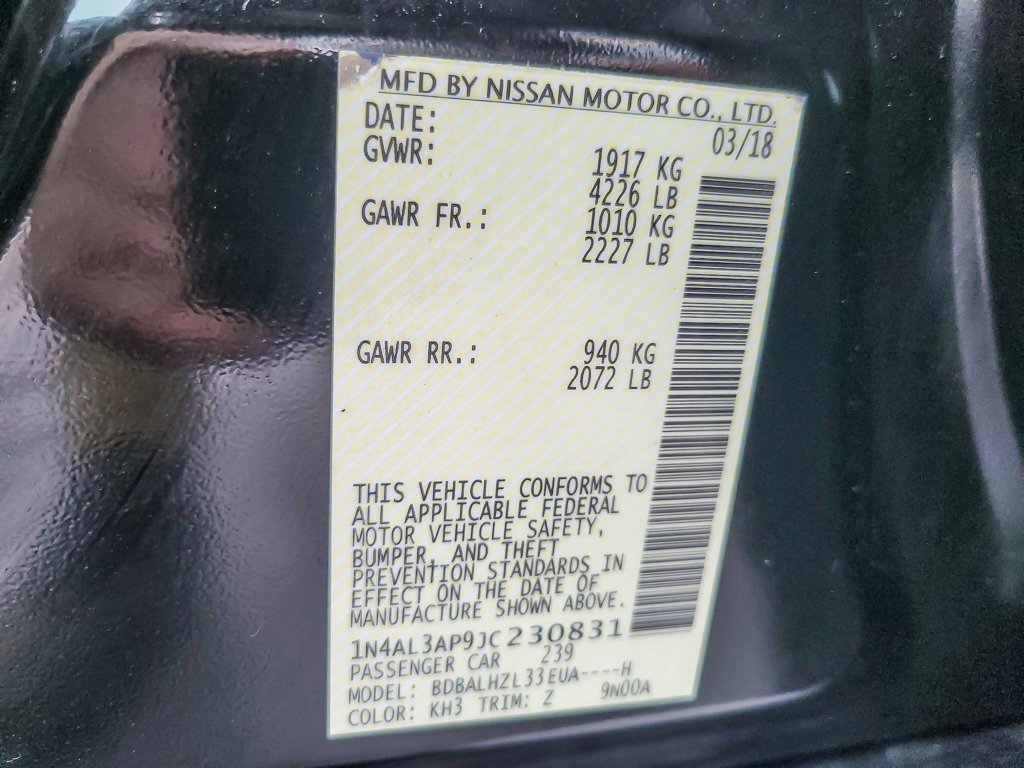 MFD BY NISSAN MOTOR CO., LTD.
DATE: 03/18
GVWR: 1917 KG
4226 LB
GAWR FR.: 1010 KG
2227 LB
GAWR RR.: 940 KG
2072 LB
THIS VEHICLE CONFORMS TO
ALL APPLICABLE FEDERAL
MOTOR VEHICLE SAFETY,
BUMPER, AND THEFT
PREVENTION STANDARDS IN
EFFECT ON THE DATE OF
MANUFACTURE SHOWN ABOVE.
1N4AL3AP9JC230831
PASSENGER CAR 239
MODEL: BDBALHZL33EUA----H
COLOR: KH3 TRIM: Z 9N00A